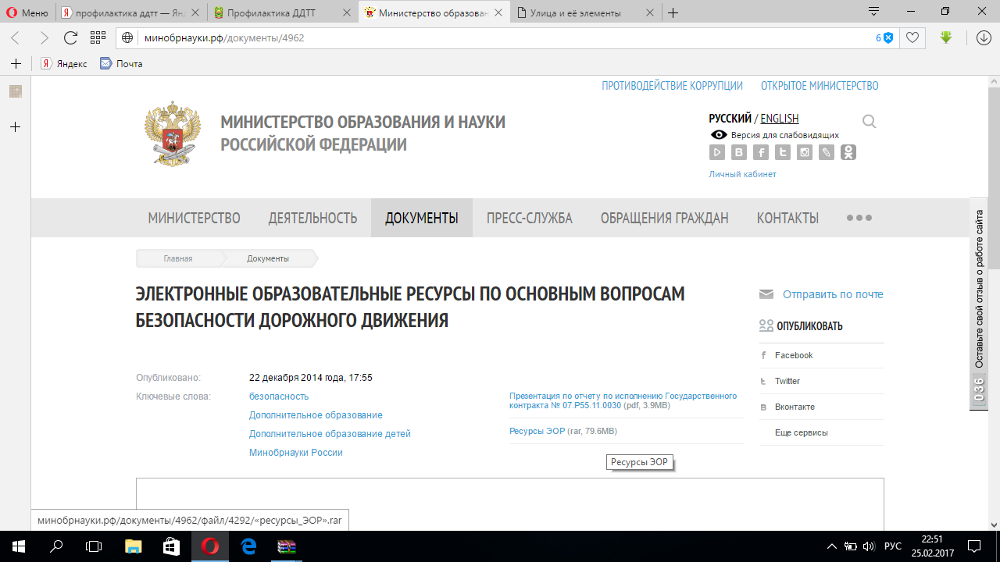 Меню
профилактика ддтт — Ян
Профилактика ДДТТ
Министерство образован
Улица и её элементы
минобрнауки.рф/документы/4962
6
Яндекс
Почта
ПРОТИВОДЕЙСТВИЕ КОРРУПЦИИ
ОТКРЫТОЕ МИНИСТЕРСТВО
МИНИСТЕРСТВО ОБРАЗОВАНИЯ И НАУКИ
РОССИЙСКОЙ ФЕДЕРАЦИИ
РУССКИЙ / ENGLISH
Версия для слабовидящих
Личный кабинет
МИНИСТЕРСТВО
ДЕЯТЕЛЬНОСТЬ
ДОКУМЕНТЫ
ПРЕСС-СЛУЖБА
ОБРАЩЕНИЯ ГРАЖДАН
КОНТАКТЫ
Главная
Документы
ЭЛЕКТРОННЫЕ ОБРАЗОВАТЕЛЬНЫЕ РЕСУРСЫ ПО ОСНОВНЫМ ВОПРОСАМ
БЕЗОПАСНОСТИ ДОРОЖНОГО ДВИЖЕНИЯ
Опубликовано:
22 декабря 2014 года, 17:55
Ключевые слова:
безопасность
Дополнительное образование
Дополнительное образование детей
Минобрнауки России
Презентация по отчету по исполнению Государственного
контракта № 07.P55.11.0030 (pdf, 3.9MB)
Ресурсы ЭОР (rar, 79.6MB)
Ресурсы ЭОР
Отправить по почте
ОПУБЛИКОВАТЬ
Facebook
Twitter
Вконтакте
Еще сервисы
Оставьте свой отзыв о работе сайта
036
минобрнауки.рф/документы/4962/файл/4292/«ресурсы_ЭОР».rar
РУС
22:51
25.02.2017